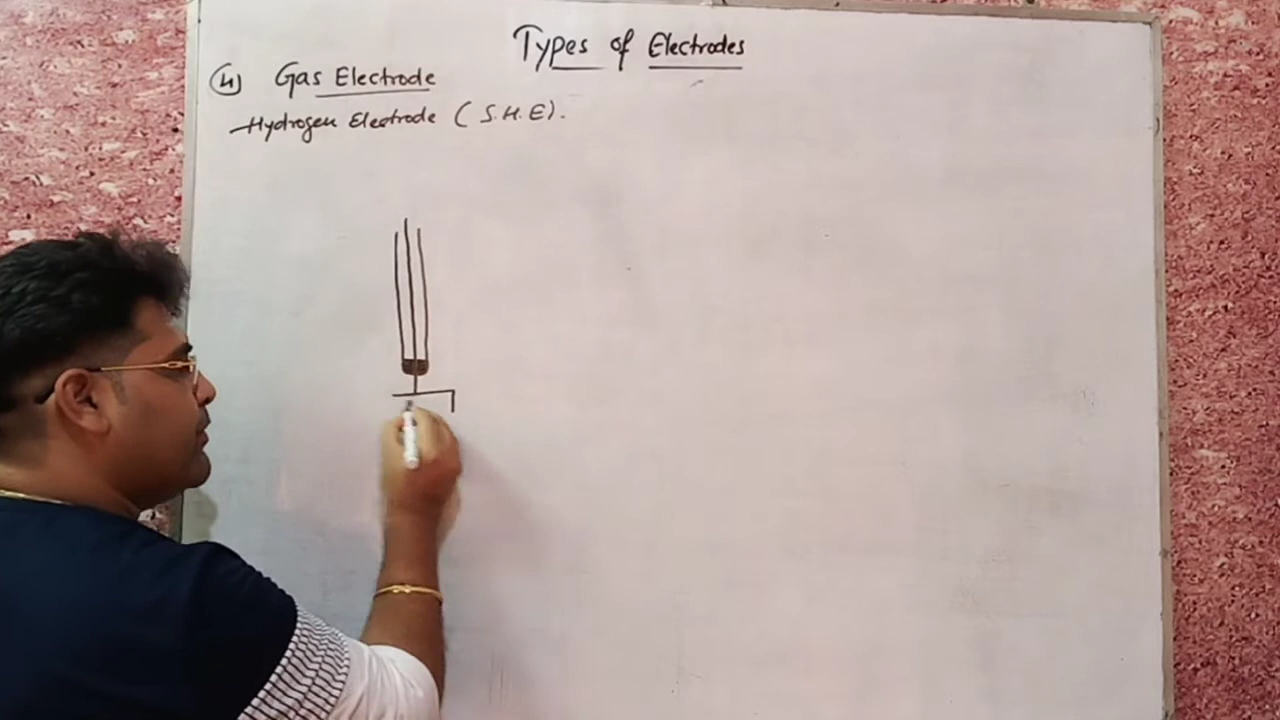 Types of Electrodes
(4) Gas Electrode
Hydrogen Electrode (S.H.E).